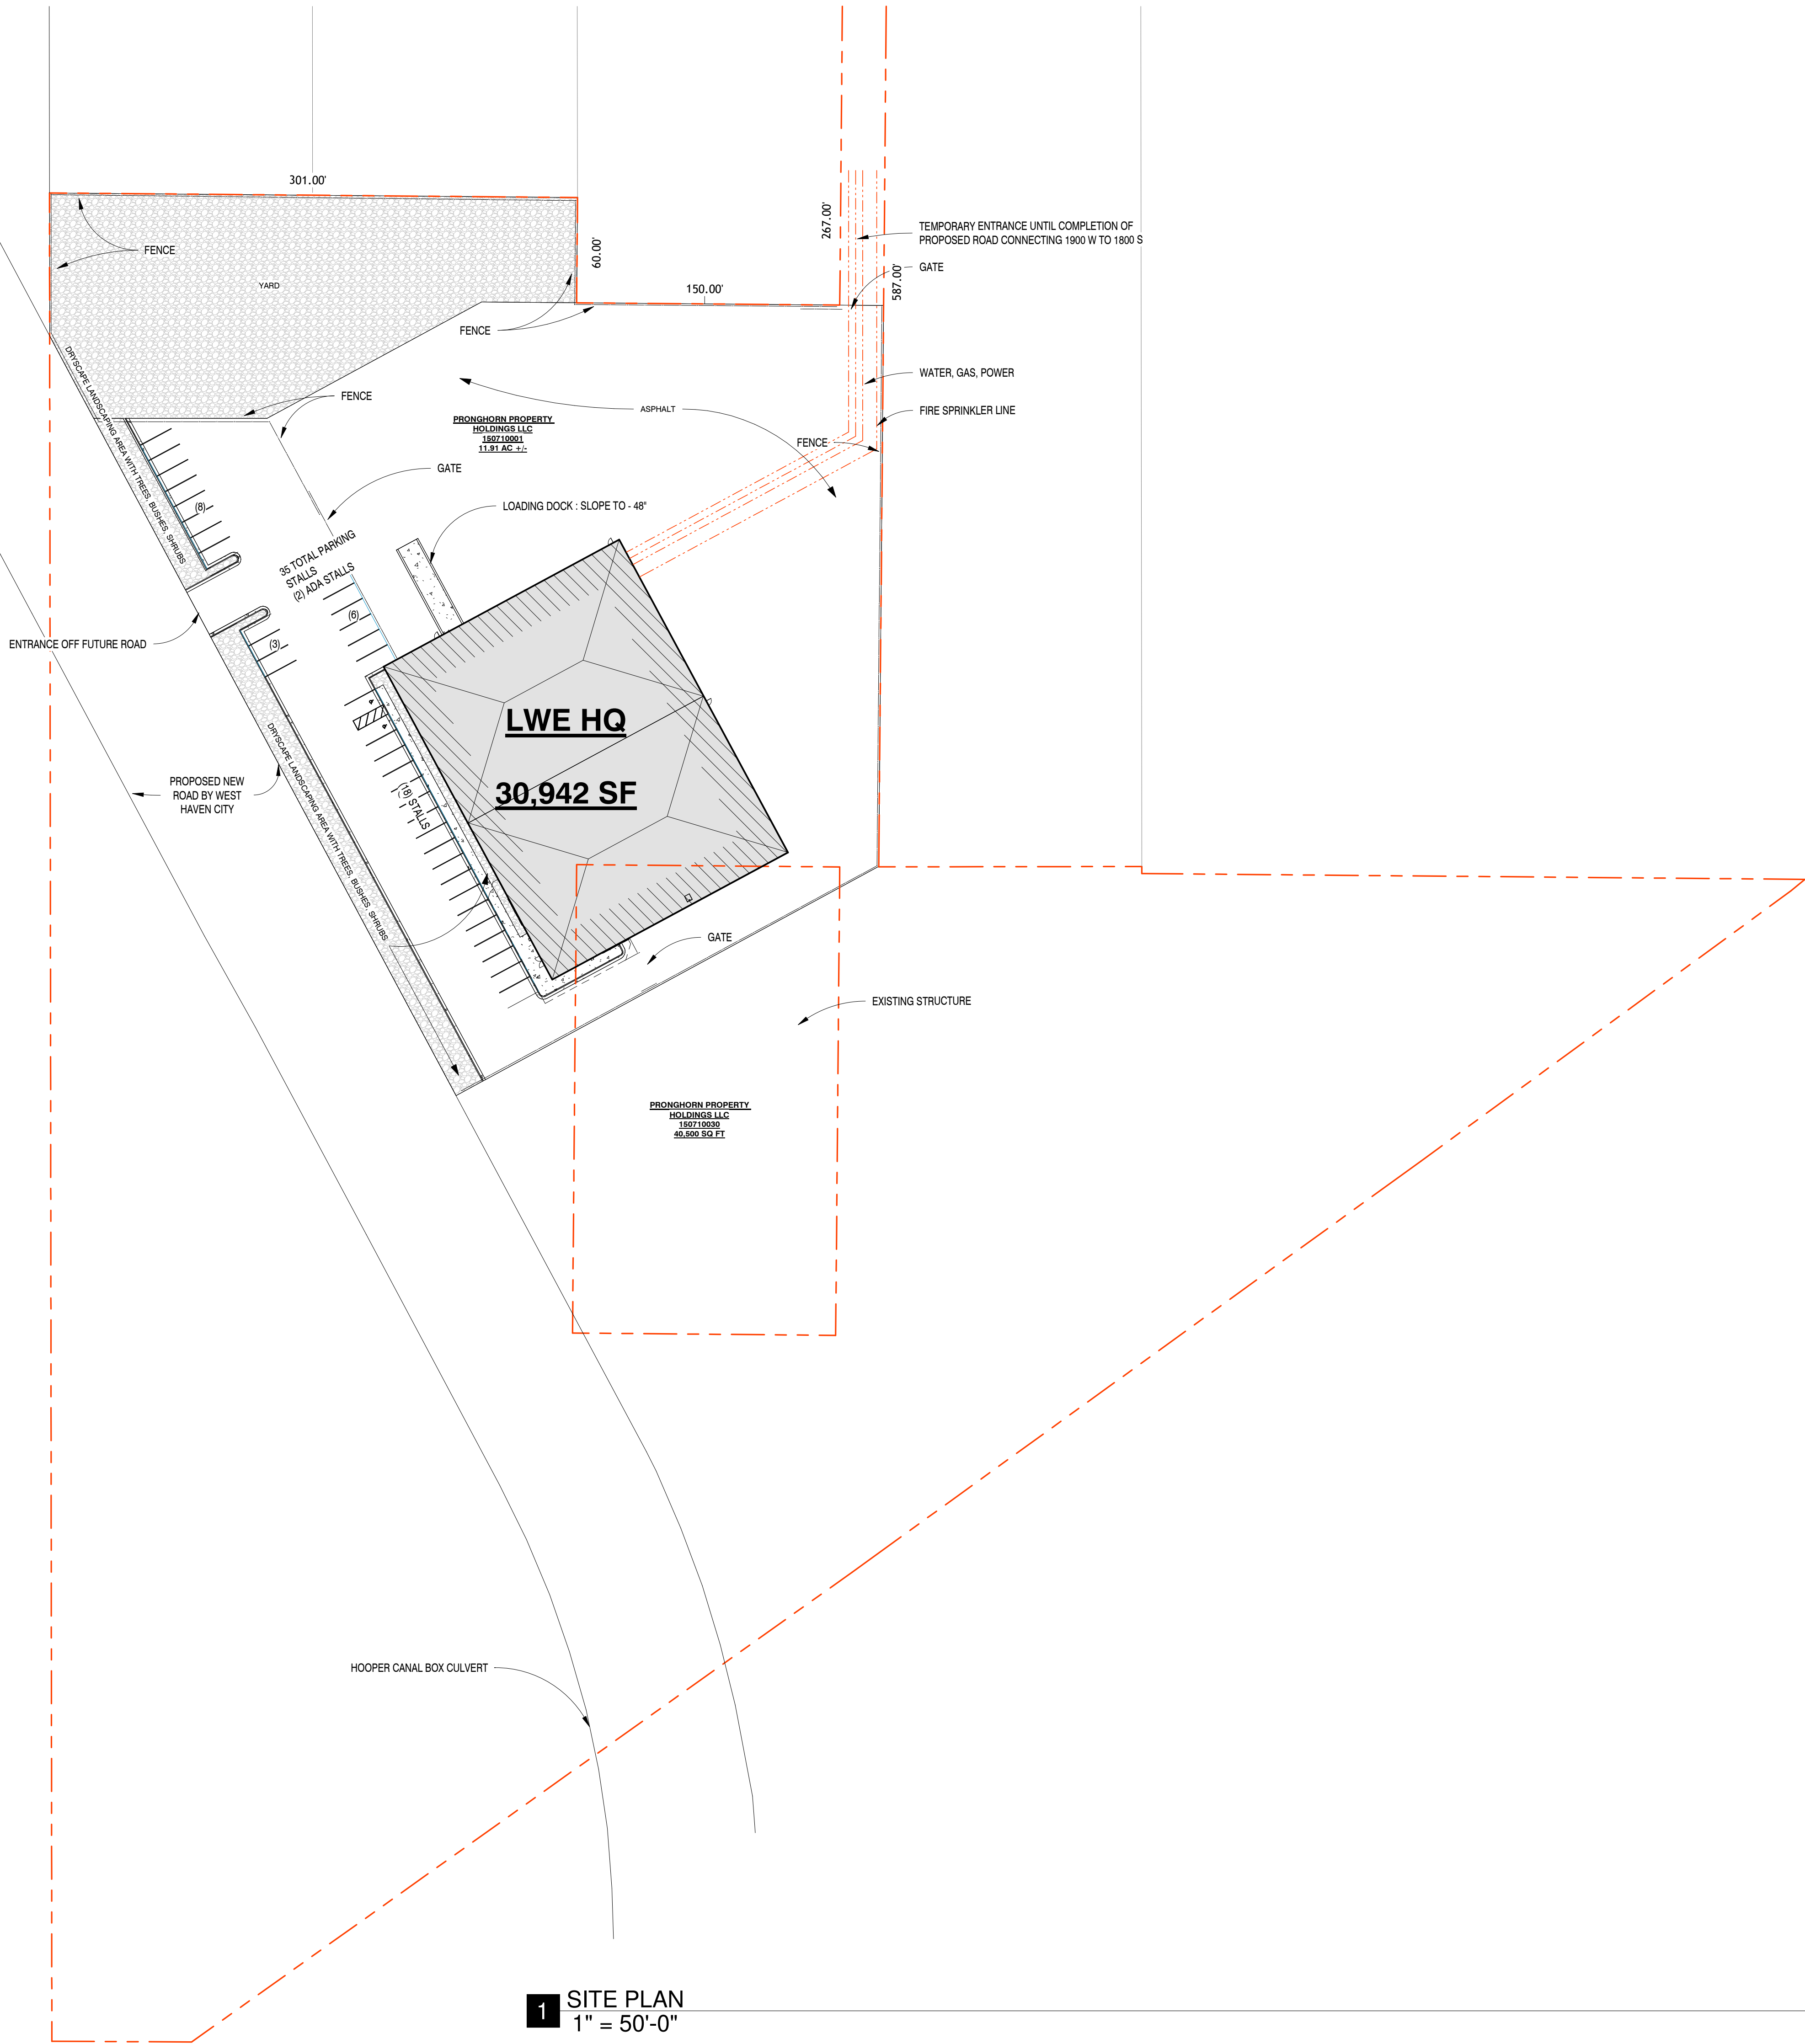 301.00'
267.00'
TEMPORARY ENTRANCE UNTIL COMPLETION OF
PROPOSED ROAD CONNECTING 1900 W TO 1800 S
FENCE
60.00'
GATE
YARD
587.00'
150.00'
FENCE
DRYSCAPE LANDSCAPING AREA WITH TREES, BUSHES, SHRUBS
WATER, GAS, POWER
FENCE
ASPHALT
FIRE SPRINKLER LINE
PRONGHORN PROPERTY
HOLDINGS LLC
150710001
11.91 AC +/-
FENCE
GATE
(8)
LOADING DOCK : SLOPE TO - 48"
35 TOTAL PARKING
STALLS
(2) ADA STALLS
(6)
ENTRANCE OFF FUTURE ROAD
(3)
LWE HQ
30,942 SF
DRYSCAPE LANDSCAPING AREA WITH TREES, BUSHES, SHRUBS
PROPOSED NEW
ROAD BY WEST
HAVEN CITY
(18) STALLS
GATE
EXISTING STRUCTURE
PRONGHORN PROPERTY
HOLDINGS LLC
150710030
40,500 SQ FT
HOOPER CANAL BOX CULVERT
1 SITE PLAN
1" = 50'-0"